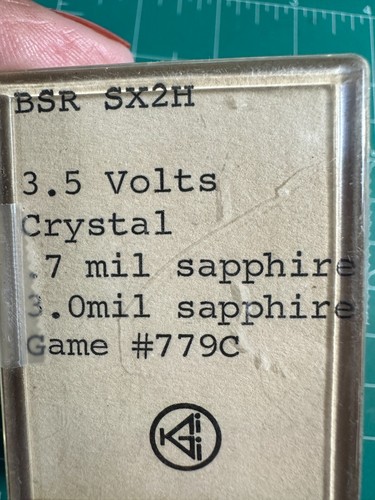 BSR SX2H
3.5 Volts
Crystal
.7 mil sapphire
3.0mil sapphire
Game #779C